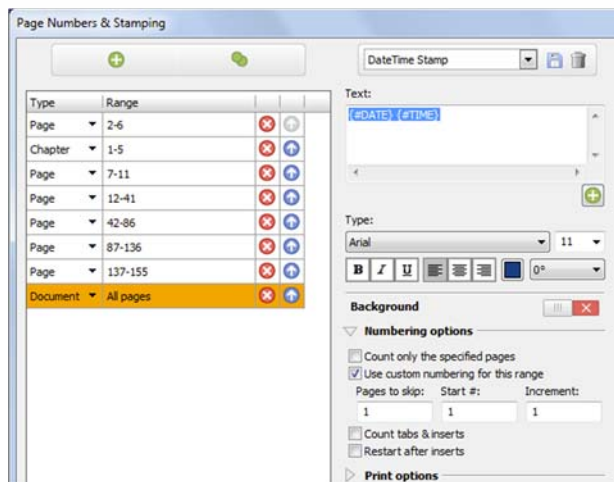 Page Numbers & Stamping
DateTime Stamp
Type Range
Page 2-6
Chapter 1-5
Page 7-11
Page 12-41
Page 42-86
Page 87-136
Page 137-155
Document All pages
Text:
{#DATE} {#TIME}
Type:
Arial 11
B I U 0°
Background
Numbering options
Count only the specified pages
Use custom numbering for this range
Pages to skip: Start #: Increment:
1 1 1
Count tabs & inserts
Restart after inserts
Print options